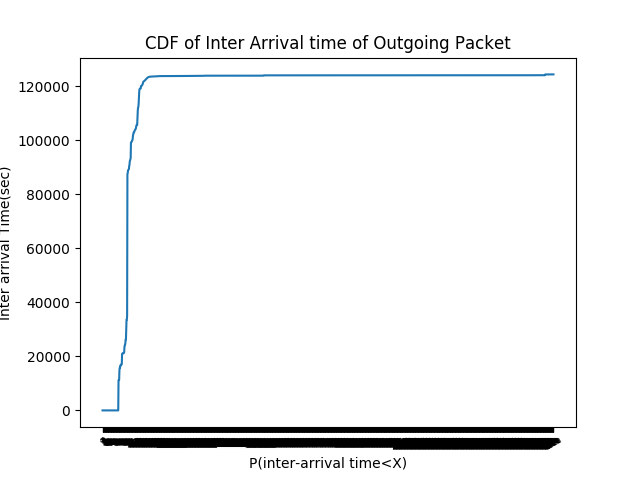 CDF of Inter Arrival time of Outgoing Packet
120000
100000
80000
60000
40000
20000
0
Inter arrival Time(sec)
P(inter-arrival time<X)